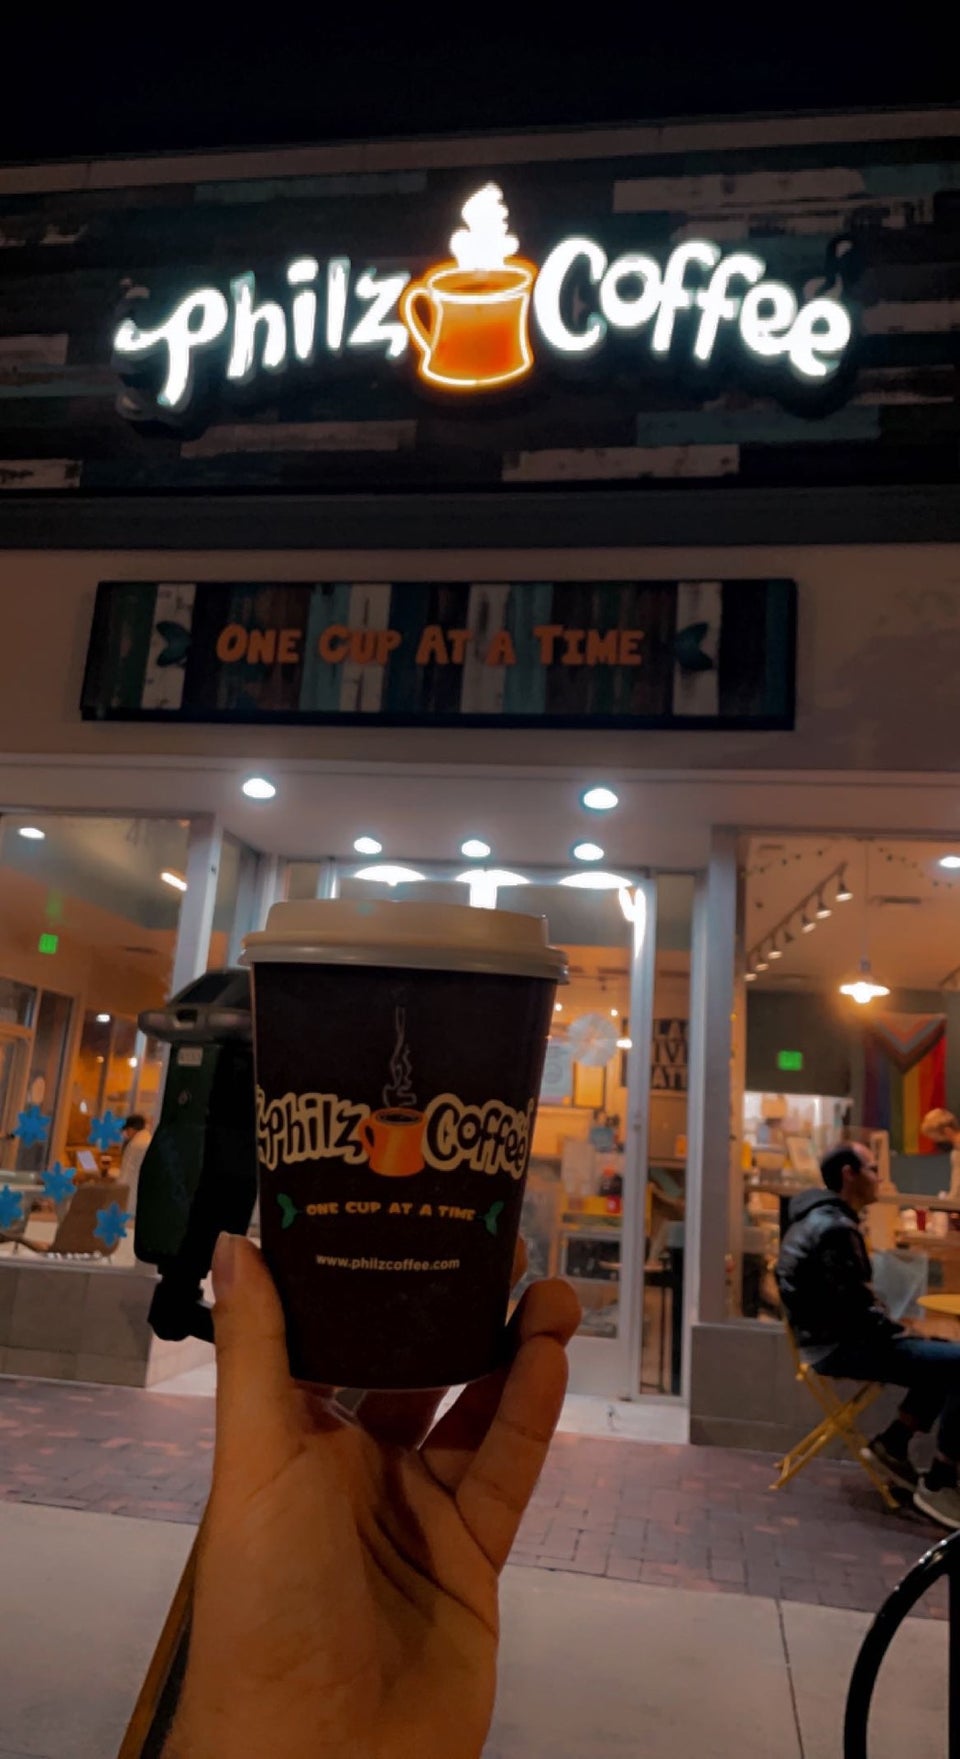 Philz Coffee
ONE CUP AT A TIME
Philz Coffee
ONE CUP AT A TIME
www.philzcoffee.com